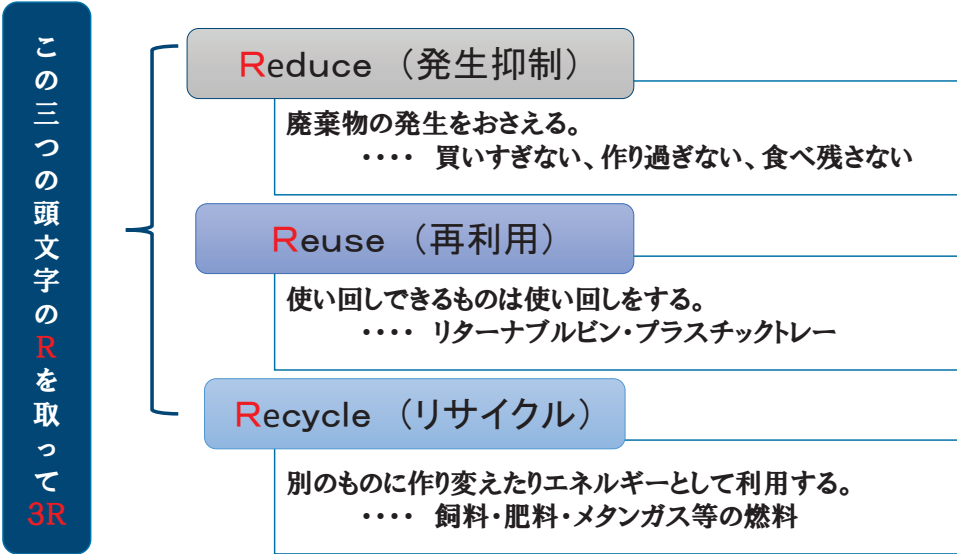 この三つの頭文字のRを取って3R
Reduce（発生抑制）
廃棄物の発生をおさえる。
・・・・ 買いすぎない、作り過ぎない、食べ残さない
Reuse（再利用）
使い回しできるものは使い回しをする。
・・・・ リターナブルビン・プラスチックトレー
Recycle（リサイクル）
別のものに作り変えたりエネルギーとして利用する。
・・・・ 飼料・肥料・メタンガス等の燃料